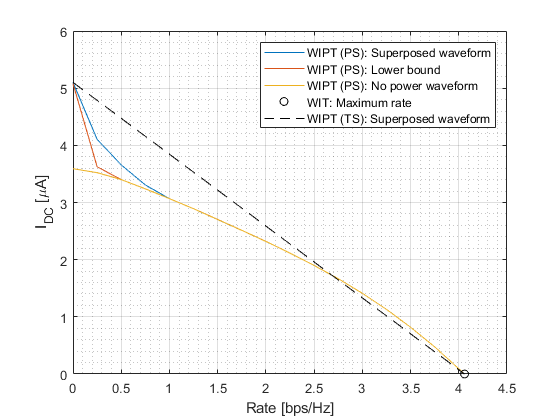 6
5
4
3
2
1
0
I_DC [μA]
WIPT (PS): Superposed waveform
WIPT (PS): Lower bound
WIPT (PS): No power waveform
WIT: Maximum rate
WIPT (TS): Superposed waveform
0 0.5 1 1.5 2 2.5 3 3.5 4 4.5
Rate [bps/Hz]